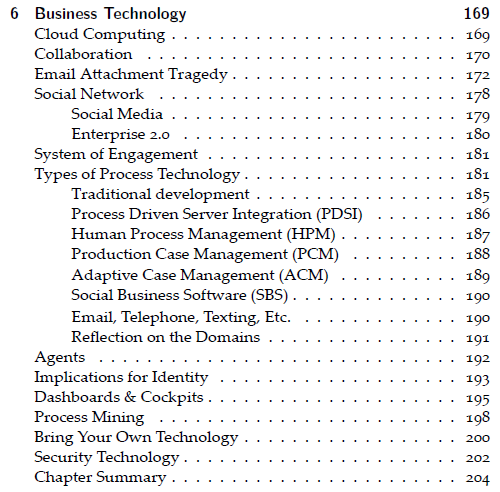 6 Business Technology 169
Cloud Computing . . . . . . . . . . . . . . . . . . . . . . . . . 169
Collaboration . . . . . . . . . . . . . . . . . . . . . . . . . . . 170
Email Attachment Tragedy . . . . . . . . . . . . . . . . . . . . 172
Social Network . . . . . . . . . . . . . . . . . . . . . . . . . . 178
Social Media . . . . . . . . . . . . . . . . . . . . . . . 179
Enterprise 2.0 . . . . . . . . . . . . . . . . . . . . . . 180
System of Engagement . . . . . . . . . . . . . . . . . . . . . . 181
Types of Process Technology . . . . . . . . . . . . . . . . . . . 181
Traditional development . . . . . . . . . . . . . . . . . 185
Process Driven Server Integration (PDSI) . . . . . . . 186
Human Process Management (HPM) . . . . . . . . . . 187
Production Case Management (PCM) . . . . . . . . . 188
Adaptive Case Management (ACM) . . . . . . . . . . 189
Social Business Software (SBS) . . . . . . . . . . . . . . 190
Email, Telephone, Texting, Etc. . . . . . . . . . . . . . 190
Reflection on the Domains . . . . . . . . . . . . . . . . 191
Agents . . . . . . . . . . . . . . . . . . . . . . . . . . . . . . 192
Implications for Identity . . . . . . . . . . . . . . . . . . . . . 193
Dashboards & Cockpits . . . . . . . . . . . . . . . . . . . . . . 195
Process Mining . . . . . . . . . . . . . . . . . . . . . . . . . . 198
Bring Your Own Technology . . . . . . . . . . . . . . . . . . . 200
Security Technology . . . . . . . . . . . . . . . . . . . . . . . . 202
Chapter Summary . . . . . . . . . . . . . . . . . . . . . . . . . 204